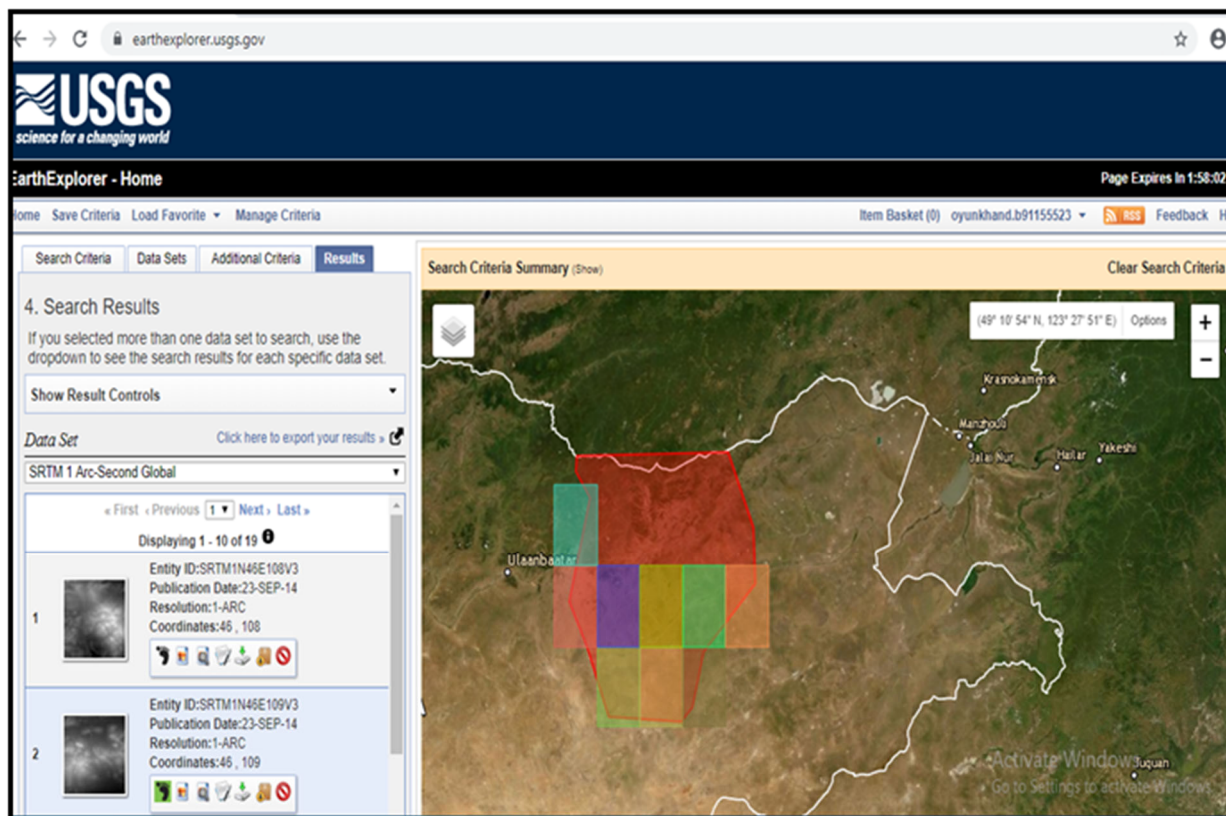 earthexplorer.usgs.gov
USGS
science for a changing world
EarthExplorer - Home
Page Expires In 1:58:02
Home Save Criteria Load Favorite Manage Criteria
Item Basket (0) oyunkhand.b91155523 RSS Feedback H
Search Criteria Data Sets Additional Criteria Results
Search Criteria Summary (Show)
Clear Search Criteria
4. Search Results
If you selected more than one data set to search, use the
dropdown to see the search results for each specific data set.
Show Result Controls
Data Set
Click here to export your results »
SRTM 1 Arc-Second Global
« First ‹ Previous 1 Next › Last »
Displaying 1 - 10 of 19
1
Entity ID:SRTM1N46E108V3
Publication Date:23-SEP-14
Resolution:1-ARC
Coordinates:46 , 108
2
Entity ID:SRTM1N46E109V3
Publication Date:23-SEP-14
Resolution:1-ARC
Coordinates:46 , 109
(49° 10' 54" N, 123° 27' 51" E) Options
+
−
Krasnokamensk
Manzhouli
Jalai Nur
Hailar
Yakeshi
Ulaanbaatar
Activate Windows
Go to Settings to activate Windows.